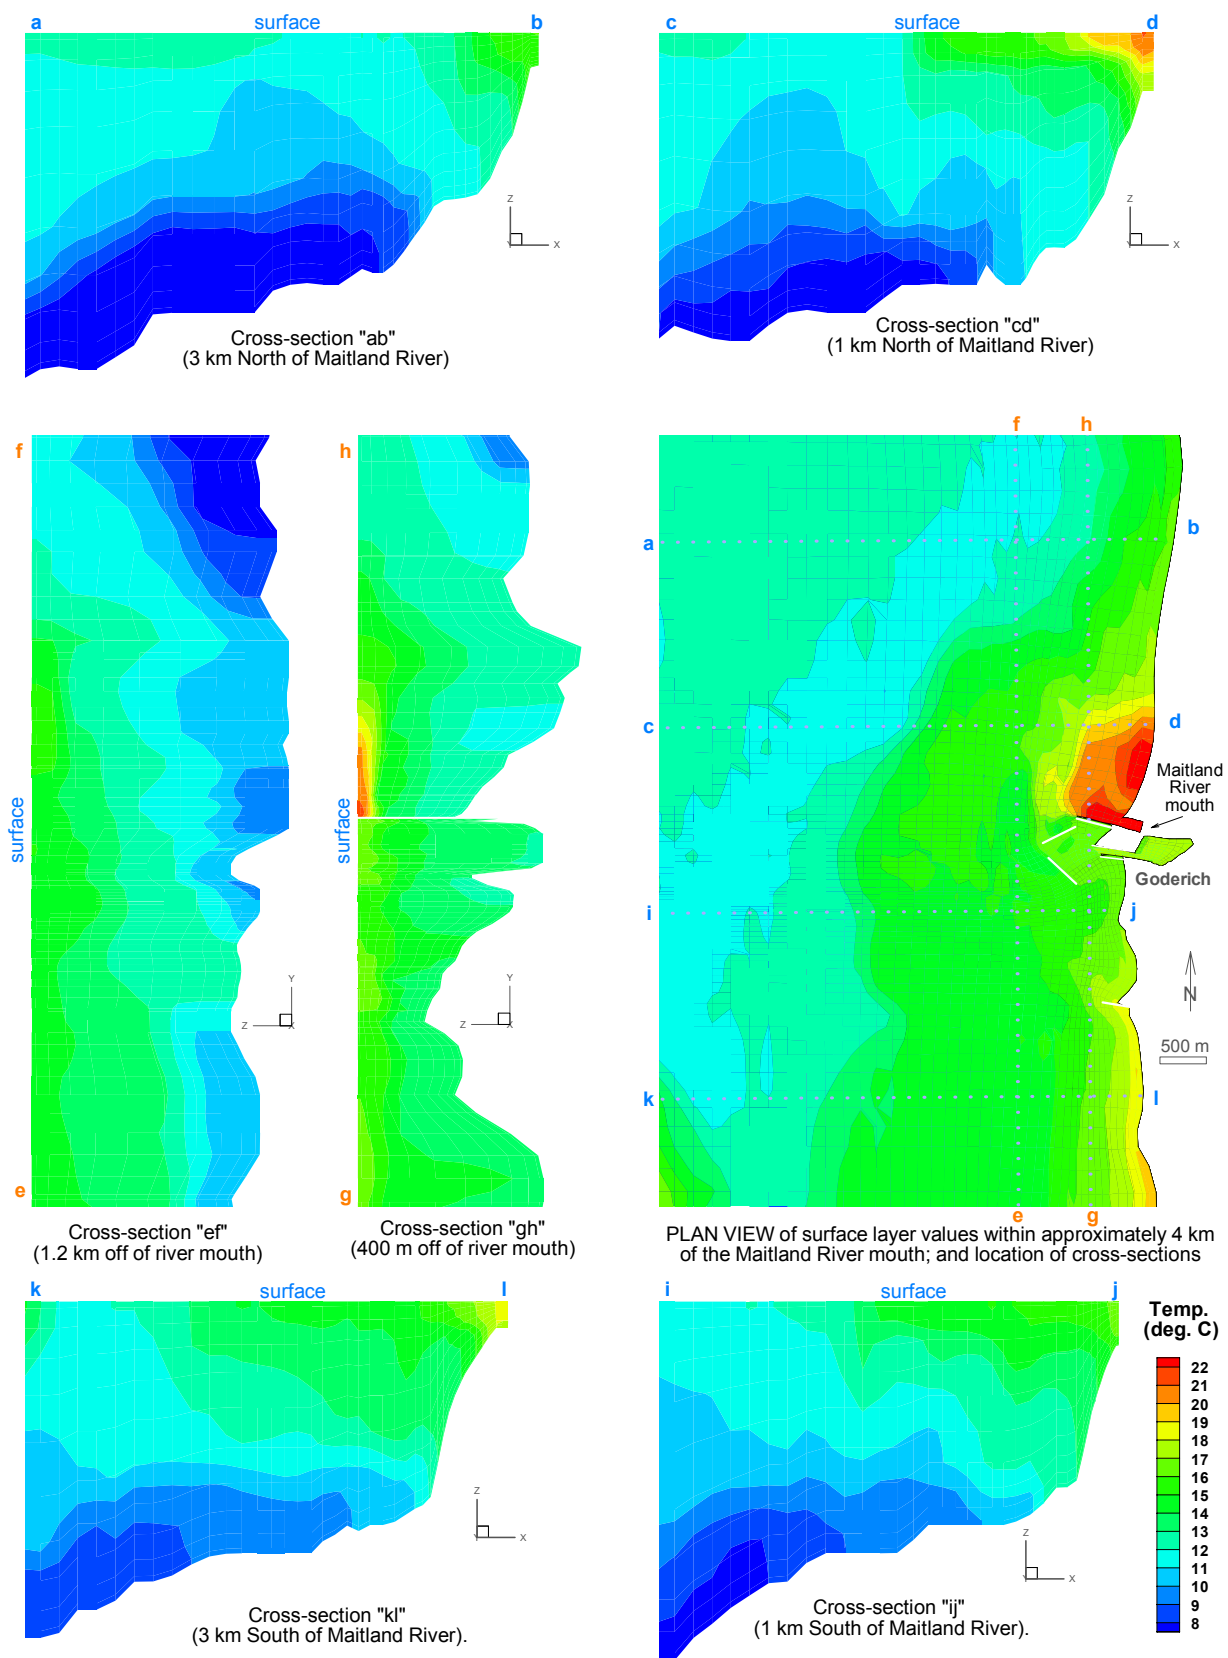 a surface b
c surface d
z
x
Y
z
x
Y
Cross-section "ab"
(3 km North of Maitland River)
Cross-section "cd"
(1 km North of Maitland River)
f
h
f h
a
b
c
d
surface
surface
Maitland
River
mouth
Goderich
i
j
Y
Z
X
Y
Z
X
N
500 m
k
l
e
g
e g
Cross-section "ef"
(1.2 km off of river mouth)
Cross-section "gh"
(400 m off of river mouth)
PLAN VIEW of surface layer values within approximately 4 km
of the Maitland River mouth; and location of cross-sections
k surface l
i surface j
Temp.
(deg. C)
22
21
20
19
18
17
16
15
14
13
12
11
10
9
8
Z
X
Y
Z
X
Y
Cross-section "kl"
(3 km South of Maitland River).
Cross-section "ij"
(1 km South of Maitland River).